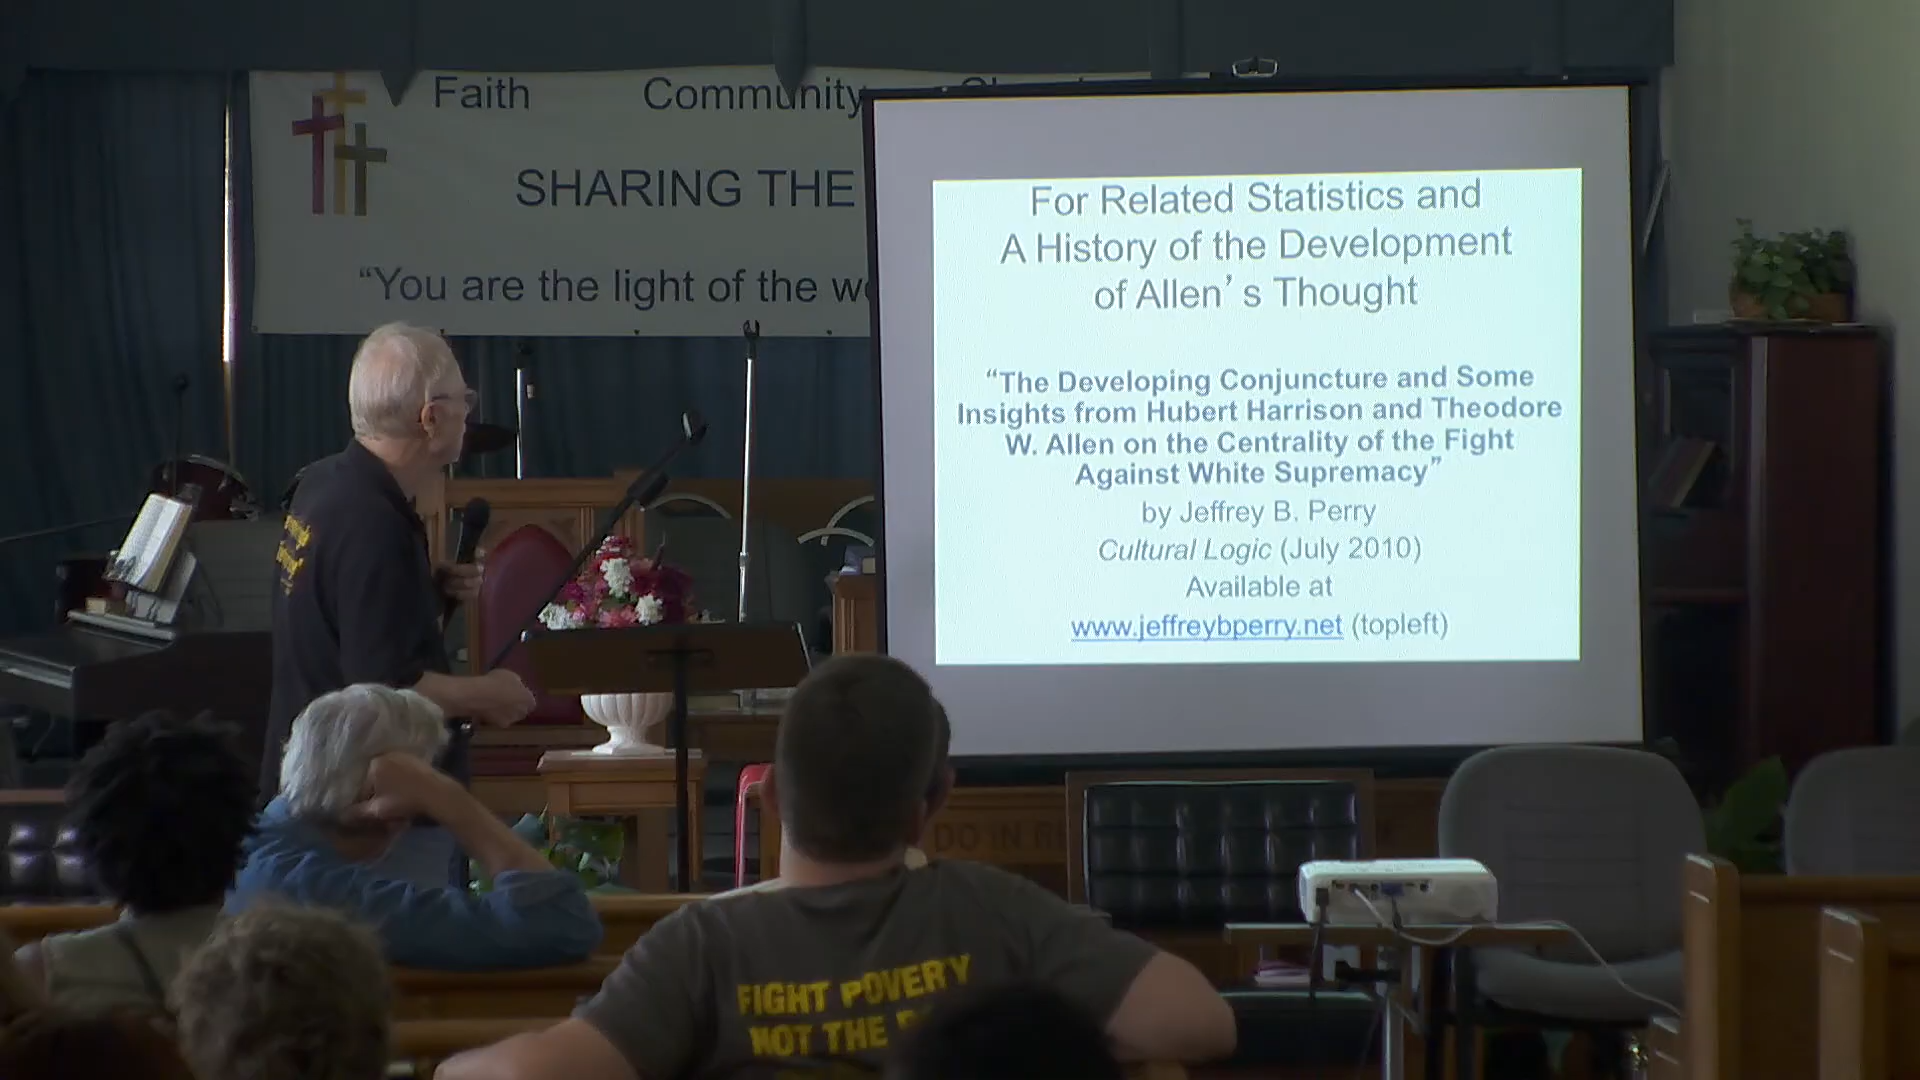 Faith Community
SHARING THE
“You are the light of the
For Related Statistics and
A History of the Development
of Allen’s Thought
“The Developing Conjuncture and Some
Insights from Hubert Harrison and Theodore
W. Allen on the Centrality of the Fight
Against White Supremacy”
by Jeffrey B. Perry
Cultural Logic (July 2010)
Available at
www.jeffreybperry.net (topleft)
DO IN
FIGHT POVERY
NOT THE